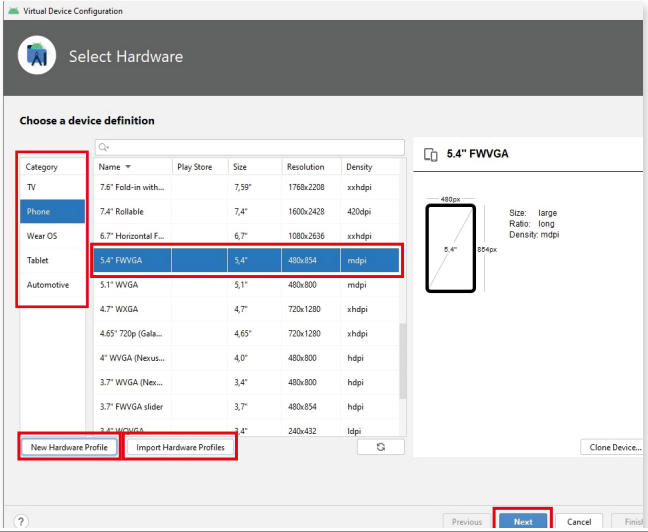 Virtual Device Configuration
Select Hardware
Choose a device definition
Category
TV
Phone
Wear OS
Tablet
Automotive
Name Play Store Size Resolution Density
7.6" Fold-in with... 7,59" 1768x2208 xxhdpi
7.4" Rollable 7,4" 1600x2428 420dpi
6.7" Horizontal F... 6,7" 1080x2636 xxhdpi
5.4" FWVGA 5,4" 480x854 mdpi
5.1" WVGA 5,1" 480x800 mdpi
4.7" WXGA 4,7" 720x1280 xhdpi
4.65" 720p (Gala... 4,65" 720x1280 xhdpi
4" WVGA (Nexus... 4,0" 480x800 hdpi
3.7" WVGA (Nex... 3,4" 480x800 hdpi
3.7" FWVGA slider 3,7" 480x854 hdpi
3.4" WQVGA 3,4" 240x432 ldpi
5.4" FWVGA
480px
5,4"
854px
Size: large
Ratio: long
Density: mdpi
New Hardware Profile
Import Hardware Profiles
Clone Device...
?
Previous
Next
Cancel
Finish